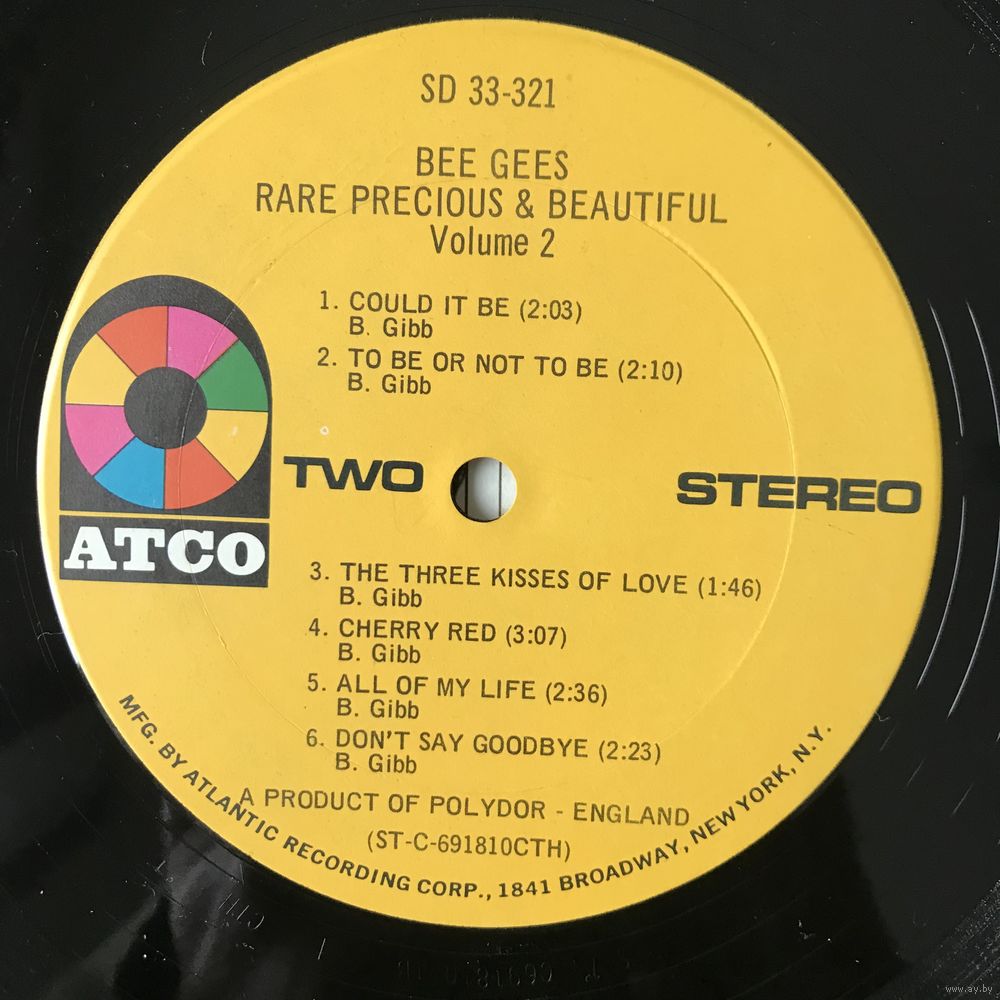 SD 33-321
BEE GEES
RARE PRECIOUS & BEAUTIFUL
Volume 2
1. COULD IT BE (2:03)
B. Gibb
2. TO BE OR NOT TO BE (2:10)
B. Gibb
TWO
STEREO
ATCO
3. THE THREE KISSES OF LOVE (1:46)
B. Gibb
4. CHERRY RED (3:07)
B. Gibb
5. ALL OF MY LIFE (2:36)
B. Gibb
6. DON'T SAY GOODBYE (2:23)
B. Gibb
A PRODUCT OF POLYDOR - ENGLAND
(ST-C-691810CTH)
MFG. BY ATLANTIC RECORDING CORP., 1841 BROADWAY, NEW YORK, N.Y.
www.ay.by